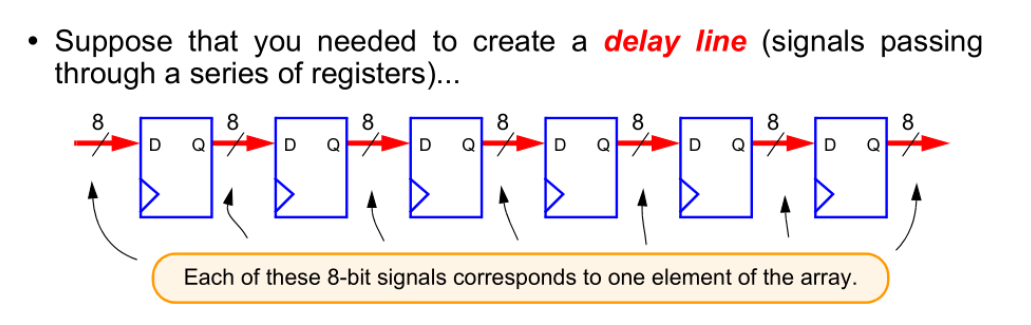 • Suppose that you needed to create a delay line (signals passing
through a series of registers)...
8 8 8 8 8 8 8
D Q D Q D Q D Q D Q D Q
Each of these 8-bit signals corresponds to one element of the array.